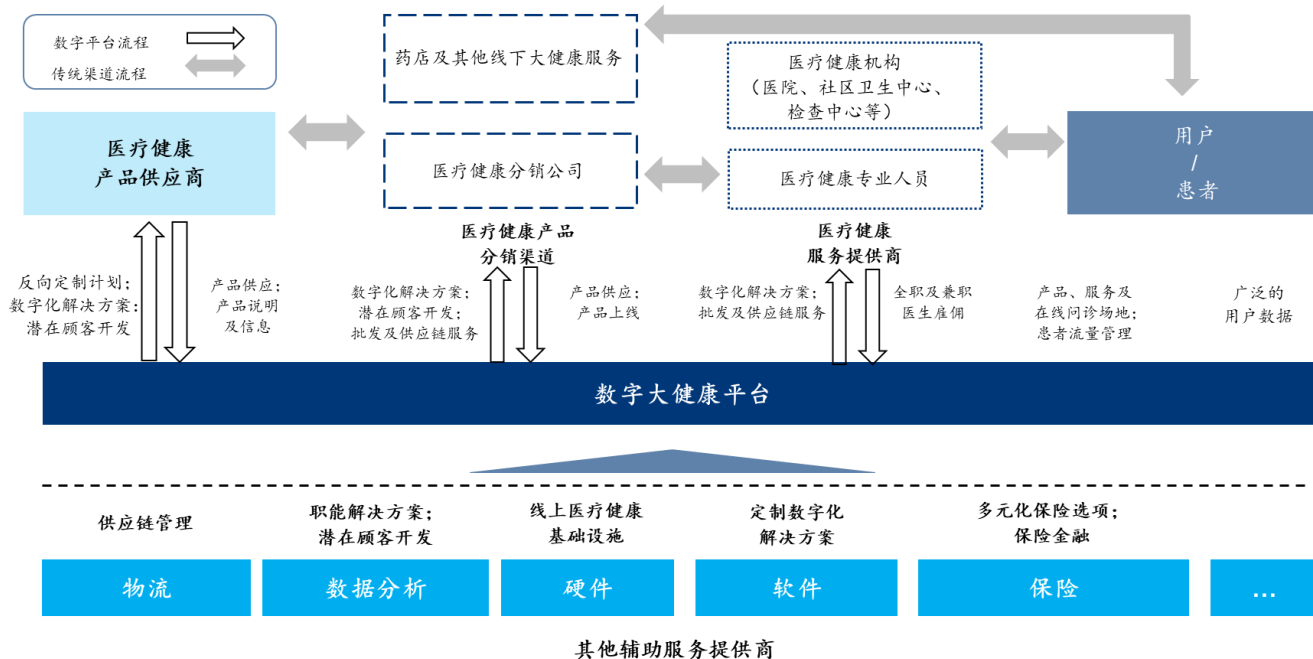 数字平台流程
传统渠道流程
药店及其他线下大健康服务
医疗健康机构
（医院、社区卫生中心、
检查中心等）
医疗健康
产品供应商
医疗健康分销公司
医疗健康专业人员
用户
/
患者
医疗健康产品
分销渠道
医疗健康
服务提供商
反向定制计划；
数字化解决方案；
潜在顾客开发
产品供应；
产品说明
及信息
数字化解决方案；
潜在顾客开发；
批发及供应链服务
产品供应；
产品上线
数字化解决方案；
批发及供应链服务
全职及兼职
医生雇佣
产品、服务及
在线问诊场地；
患者流量管理
广泛的
用户数据
数字大健康平台
供应链管理
职能解决方案；
潜在顾客开发
线上医疗健康
基础设施
定制数字化
解决方案
多元化保险选项；
保险金融
物流
数据分析
硬件
软件
保险
...
其他辅助服务提供商